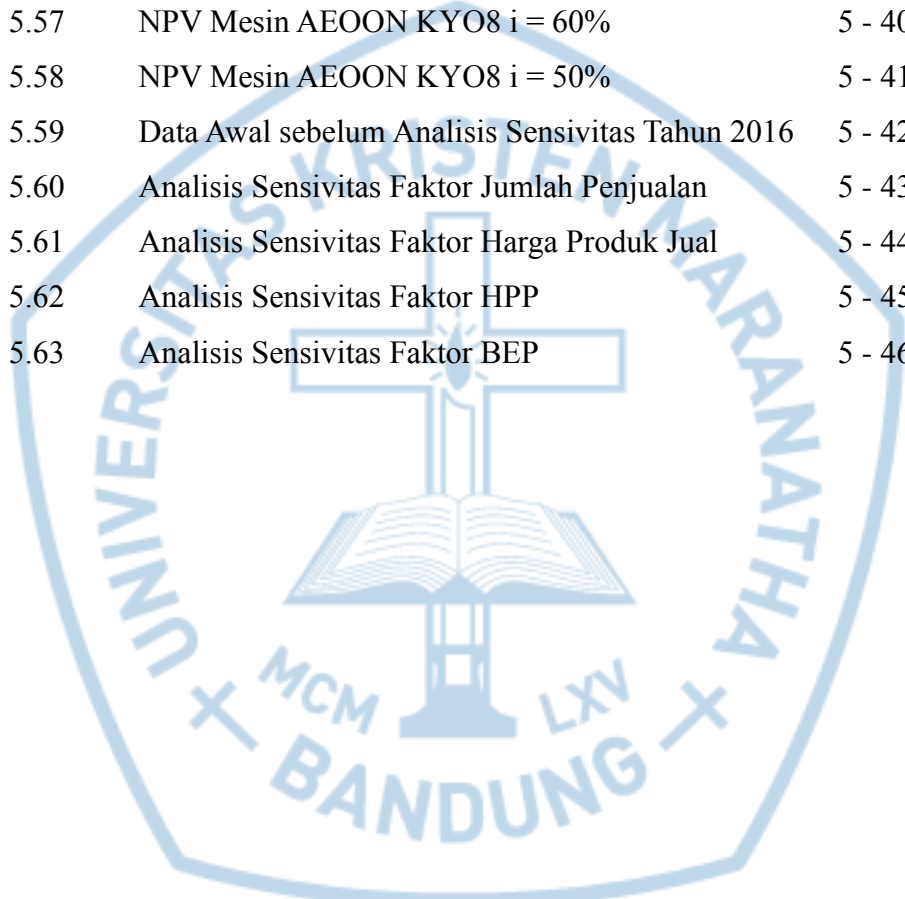 5.57 NPV Mesin AEOON KYO8 i = 60% 5 - 40
5.58 NPV Mesin AEOON KYO8 i = 50% 5 - 41
5.59 Data Awal sebelum Analisis Sensivitas Tahun 2016 5 - 42
5.60 Analisis Sensivitas Faktor Jumlah Penjualan 5 - 43
5.61 Analisis Sensivitas Faktor Harga Produk Jual 5 - 44
5.62 Analisis Sensivitas Faktor HPP 5 - 45
5.63 Analisis Sensivitas Faktor BEP 5 - 46
UNIVERSITAS KRISTEN MARANATHA
MCM LXV
BANDUNG